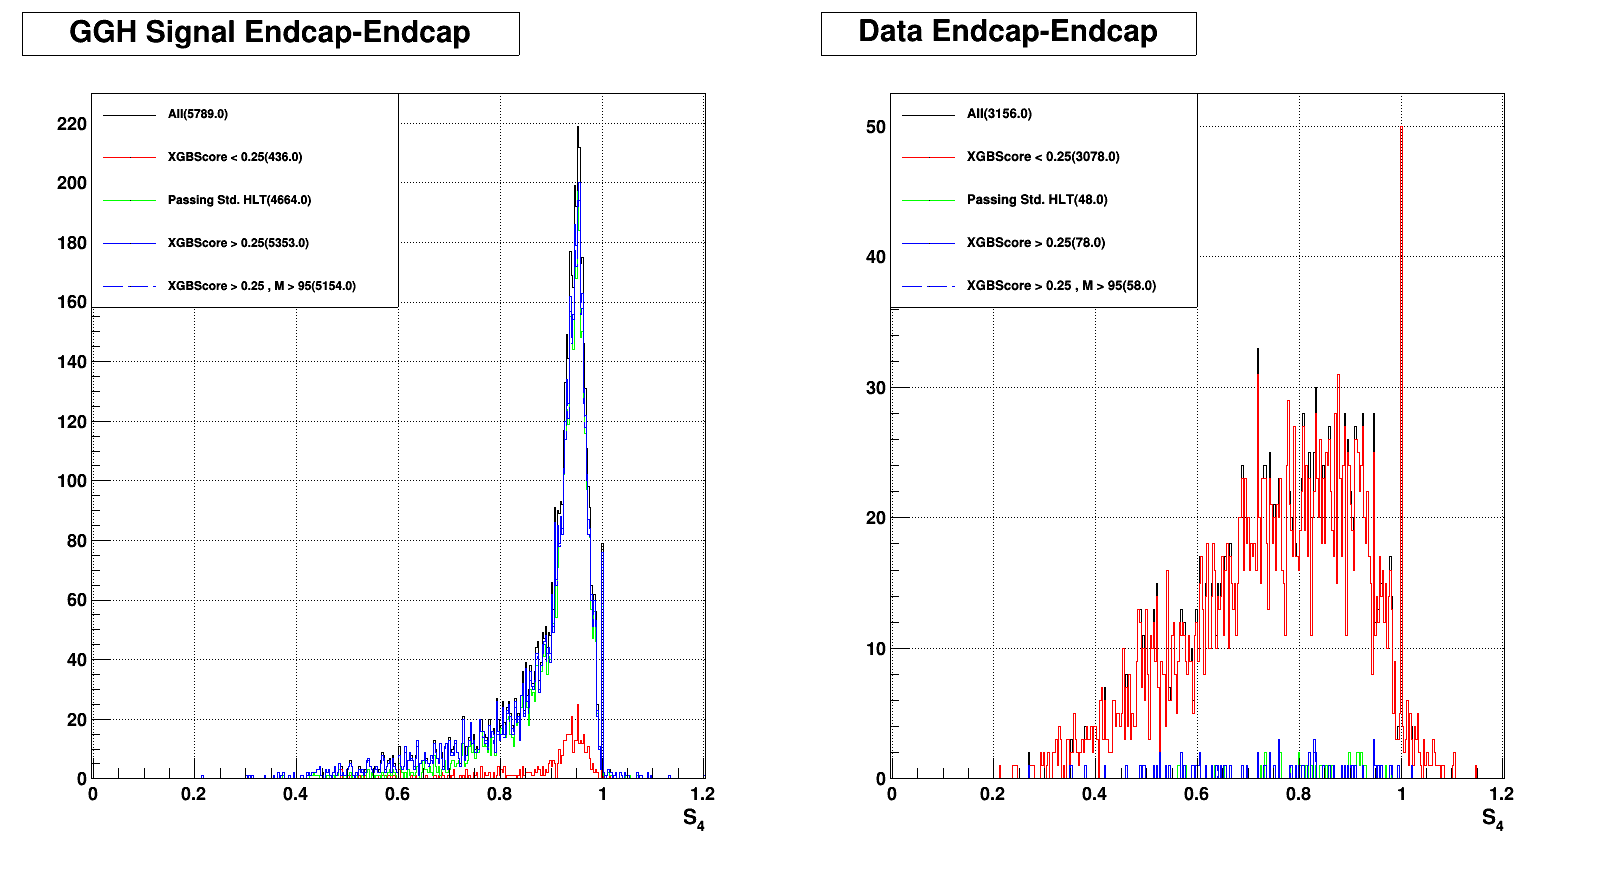 GGH Signal Endcap-Endcap
All(5789.0)
XGBScore < 0.25(436.0)
Passing Std. HLT(4664.0)
XGBScore > 0.25(5353.0)
XGBScore > 0.25 , M > 95(5154.0)
220
200
180
160
140
120
100
80
60
40
20
0
0 0.2 0.4 0.6 0.8 1 1.2
S4
Data Endcap-Endcap
All(3156.0)
XGBScore < 0.25(3078.0)
Passing Std. HLT(48.0)
XGBScore > 0.25(78.0)
XGBScore > 0.25 , M > 95(58.0)
50
40
30
20
10
0
0 0.2 0.4 0.6 0.8 1 1.2
S4